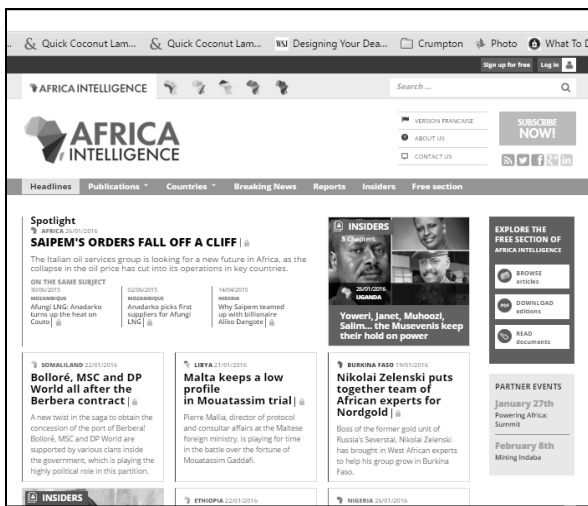 .. & Quick Coconut Lam... & Quick Coconut Lam... WSJ Designing Your Dea... Crumpton Photo What To D
Sign up for free Log in
AFRICA INTELLIGENCE
Search ...
AFRICA
INTELLIGENCE
VERSION FRANCAISE
ABOUT US
CONTACT US
SUBSCRIBE
NOW!
Headlines Publications Countries Breaking News Reports Insiders Free section
Spotlight
AFRICA 26/01/2016
SAIPEM'S ORDERS FALL OFF A CLIFF
The Italian oil services group is looking for a new future in Africa, as the
collapse in the oil price has cut into its operations in key countries.
ON THE SAME SUBJECT
30/06/2015
MOZAMBIQUE
Afungi LNG: Anadarko
turns up the heat on
Couto
02/06/2015
MOZAMBIQUE
Anadarko picks first
suppliers for Afungi
LNG
14/04/2015
NIGERIA
Why Saipem teamed
up with billionaire
Aliko Dangote
INSIDERS
5 Chapters
26/01/2016
UGANDA
Yoweri, Janet, Muhoozi,
Salim... the Musevenis keep
their hold on power
EXPLORE THE
FREE SECTION OF
AFRICA INTELLIGENCE
BROWSE
articles
PDF
DOWNLOAD
editions
READ
documents
SOMALILAND 22/01/2016
Bolloré, MSC and DP
World all after the
Berbera contract
A new twist in the saga to obtain the
concession of the port of Berbera!
Bolloré, MSC and DP World are
supported by various clans inside
the government, which is playing the
highly political role in this partition.
LIBYA 21/01/2016
Malta keeps a low
profile
in Mouatassim trial
Pierre Mallia, director of protocol
and consultar affairs at the Maltese
foreign ministry, is playing for time
in the battle over the fortune of
Mouatassim Gaddafi.
BURKINA FASO 19/01/2016
Nikolai Zelenski puts
together team of
African experts for
Nordgold
Boss of the former gold unit of
Russia's Severstal, Nikolai Zelenski
has brought in West African experts
to help his group grow in Burkina
Faso.
PARTNER EVENTS
January 27th
Powering Africa:
Summit
February 8th
Mining Indaba
INSIDERS
ETHIOPIA 22/01/2016
NIGERIA 26/01/2016